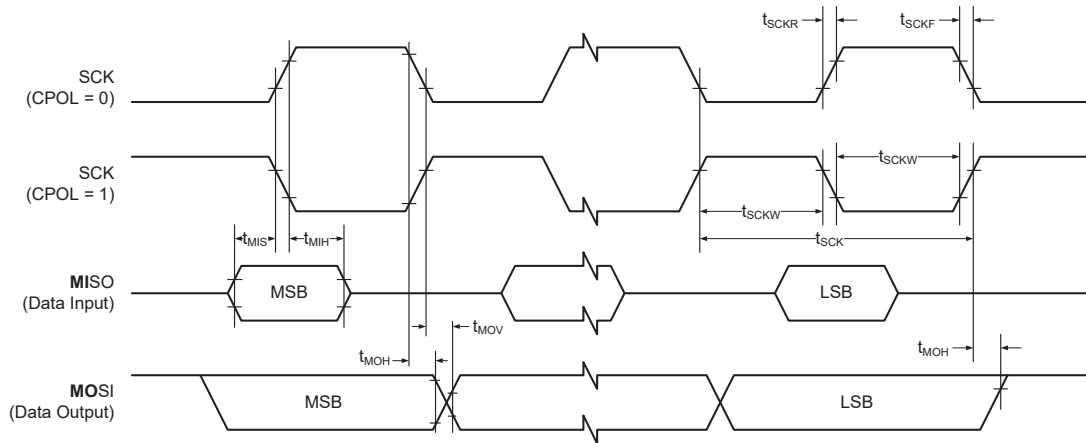 tSCKR
tSCKF
SCK
(CPOL = 0)
SCK
(CPOL = 1)
tSCKW
tSCKW
tSCK
tMIS
tMIH
MISO
(Data Input)
MSB
LSB
tMOV
tMOH
tMOH
MOSI
(Data Output)
MSB
LSB